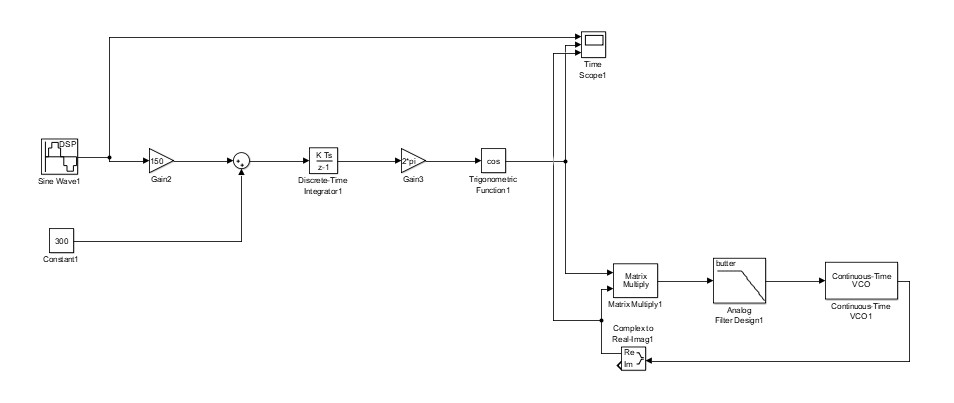 Time
Scope1
DSP
Sine Wave1
150
Gain2
+
+
K Ts
z-1
Discrete-Time
Integrator1
2*pi
Gain3
cos
Trigonometric
Function1
300
Constant1
Matrix
Multiply
Matrix Multiply1
butter
Analog
Filter Design1
Continuous-Time
VCO
Continuous-Time
VCO1
Complex to
Real-Imag1
Re
Im